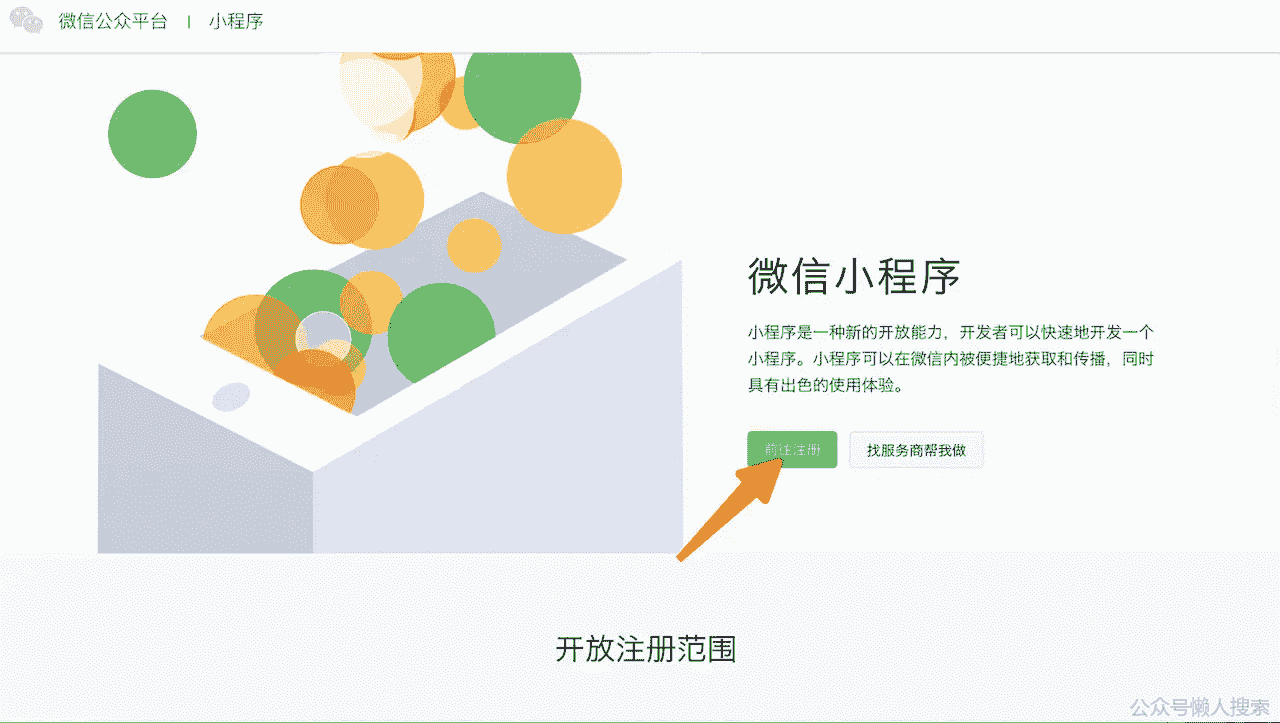 微信公众平台 | 小程序
微信小程序
小程序是一种新的开放能力，开发者可以快速地开发一个
小程序。小程序可以在微信内被便捷地获取和传播，同时
具有出色的使用体验。
前往注册 找服务商帮我做
开放注册范围
公众号懒人搜索